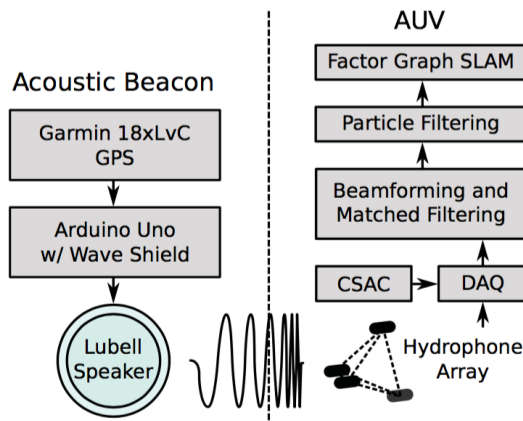 Acoustic Beacon
Garmin 18xLvC
GPS
Arduino Uno
w/ Wave Shield
Lubell
Speaker
AUV
Factor Graph SLAM
Particle Filtering
Beamforming and
Matched Filtering
CSAC
DAQ
Hydrophone
Array